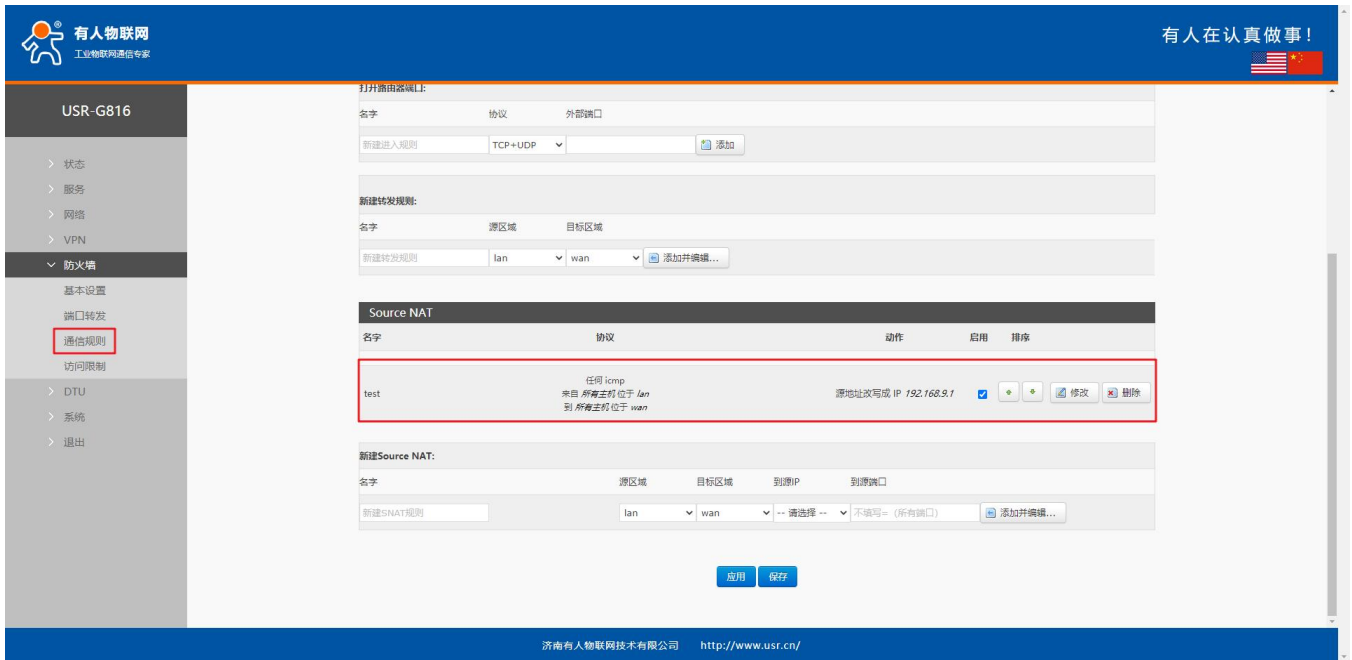 有人物联网
工业物联网通信专家
有人在认真做事!
USR-G816
状态
服务
网络
VPN
防火墙
基本设置
端口转发
通信规则
访问限制
DTU
系统
退出
打开路由器端口:
名字 协议 外部端口
新建进入规则 TCP+UDP 添加
新建转发规则:
名字 源区域 目标区域
新建转发规则 lan wan 添加并编辑...
Source NAT
名字 协议 动作 启用 排序
任何 icmp
test 来自 所有主机 位于 lan 源地址改写成 IP 192.168.9.1 修改 删除
到 所有主机 位于 wan
新建Source NAT:
名字 源区域 目标区域 到源IP 到源端口
新建SNAT规则 lan wan -- 请选择 -- 不填写=（所有端口） 添加并编辑...
应用 保存
济南有人物联网技术有限公司 http://www.usr.cn/